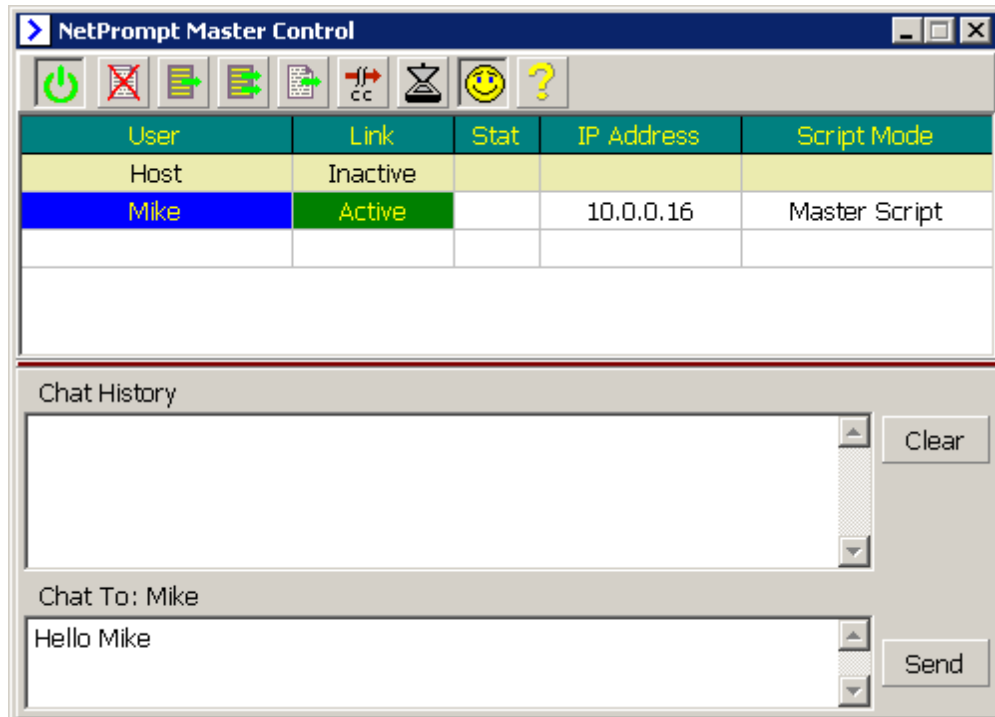 NetPrompt Master Control
cc
User Link Stat IP Address Script Mode
Host Inactive
Mike Active 10.0.0.16 Master Script
Chat History
Clear
Chat To: Mike
Hello Mike
Send